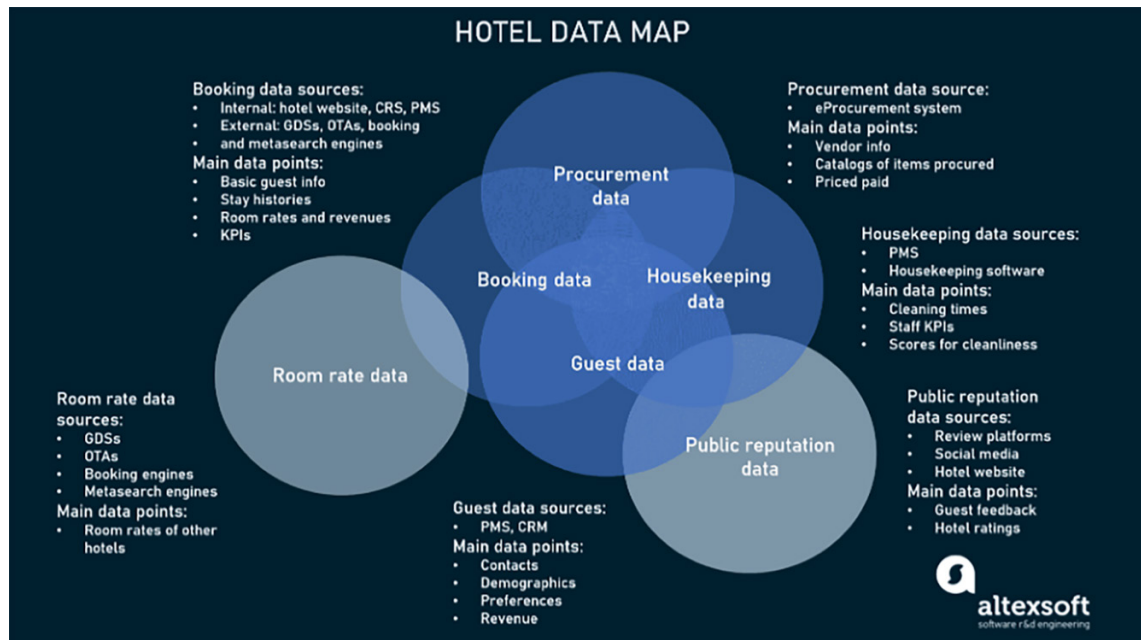 HOTEL DATA MAP
Booking data sources:
• Internal: hotel website, CRS, PMS
• External: GDSs, OTAs, booking
• and metasearch engines
Main data points:
• Basic guest info
• Stay histories
• Room rates and revenues
• KPIs
Procurement data source:
• eProcurement system
Main data points:
• Vendor info
• Catalogs of items procured
• Priced paid
Procurement
data
Booking data
Housekeeping
data
Guest data
Room rate data
Public reputation
data
Housekeeping data sources:
• PMS
• Housekeeping software
Main data points:
• Cleaning times
• Staff KPIs
• Scores for cleanliness
Room rate data
sources:
• GDSs
• OTAs
• Booking engines
• Metasearch engines
Main data points:
• Room rates of other
hotels
Guest data sources:
• PMS, CRM
Main data points:
• Contacts
• Demographics
• Preferences
• Revenue
Public reputation
data sources:
• Review platforms
• Social media
• Hotel website
Main data points:
• Guest feedback
• Hotel ratings
altexsoft
software r&d engineering